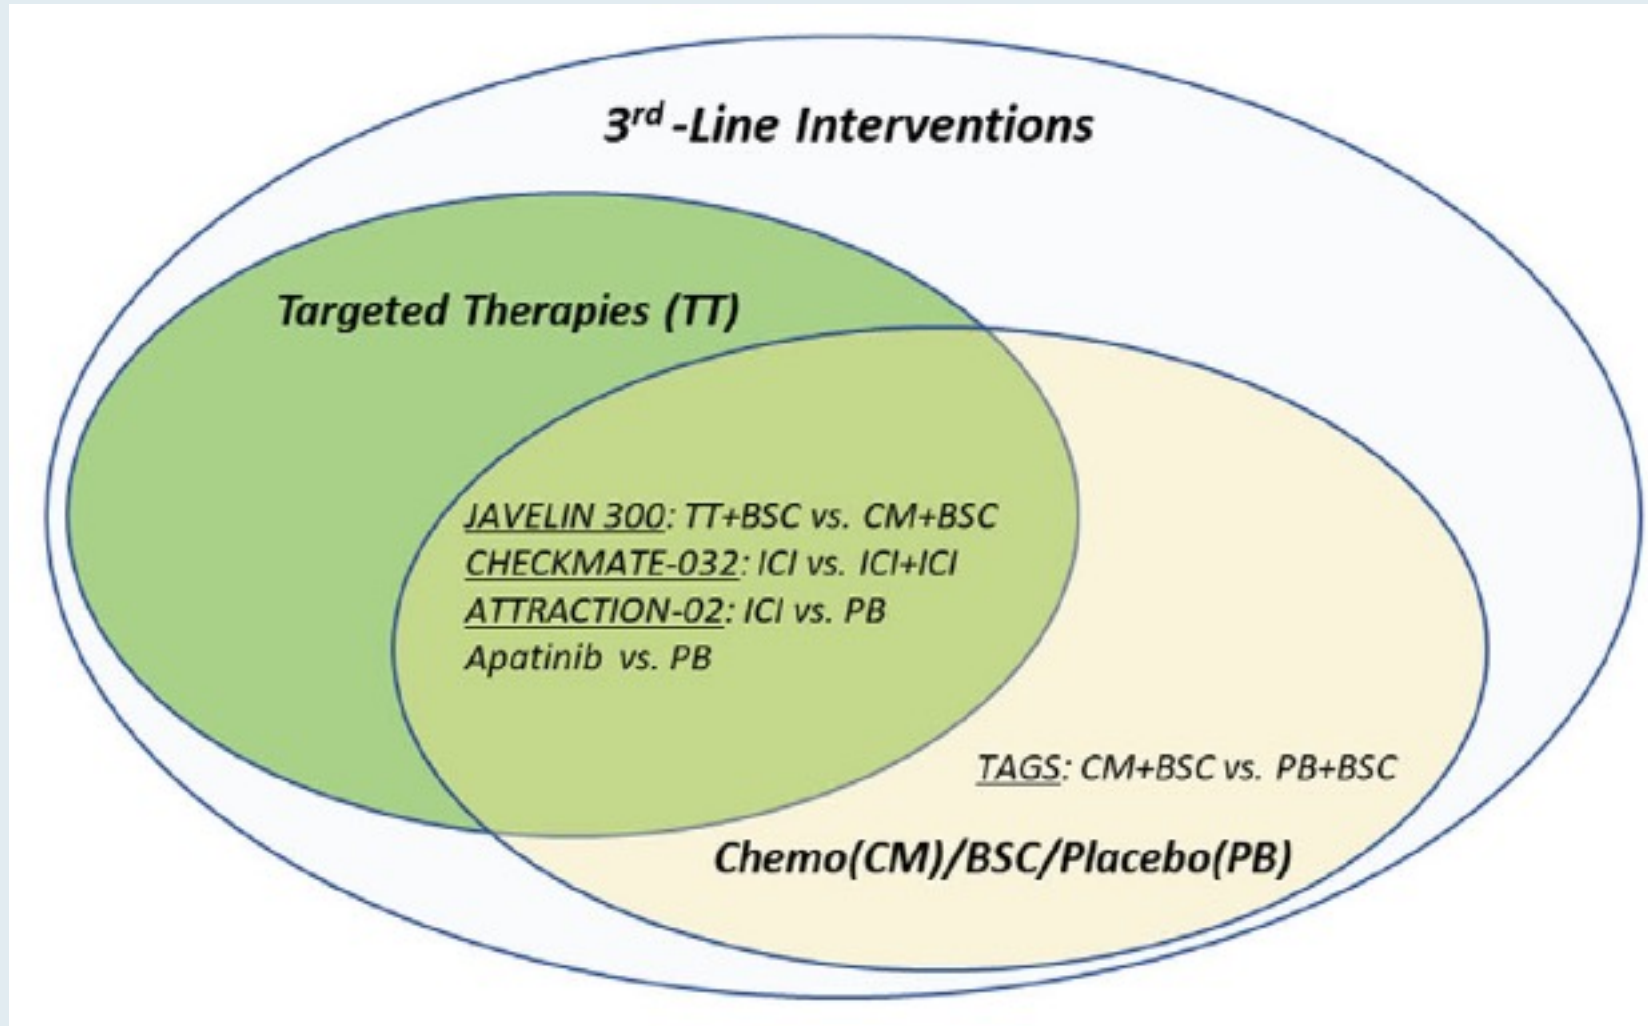 3rd -Line Interventions
Targeted Therapies (TT)
JAVELIN 300: TT+BSC vs. CM+BSC
CHECKMATE-032: ICI vs. ICI+ICI
ATTRACTION-02: ICI vs. PB
Apatinib vs. PB
TAGS: CM+BSC vs. PB+BSC
Chemo(CM)/BSC/Placebo(PB)